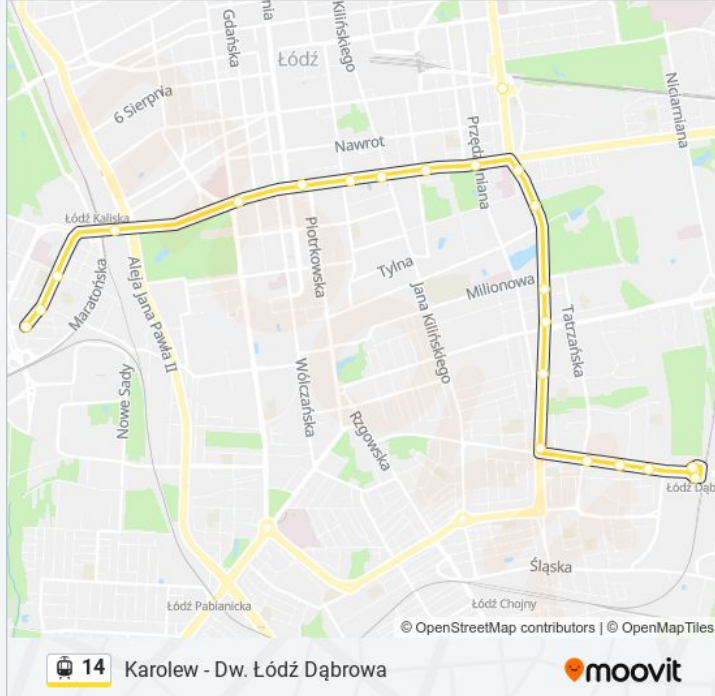 Gdańska
Kilińskiego
Łódź
Niciarniana
6 Sierpnia
Nawrot
Łódź Kaliska
Piotrkowska
Tylna
Milionowa
Maratońska
Aleja Jana Pawła II
Jana Kilińskiego
Tatrzańska
Nowe Sady
Wólczańska
Rzgowska
Łódź Dąb
Śląska
Łódź Pabianicka
Łódź Chojny
© OpenStreetMap contributors | © OpenMapTiles
14 Karolew - Dw. Łódź Dąbrowa
moovit